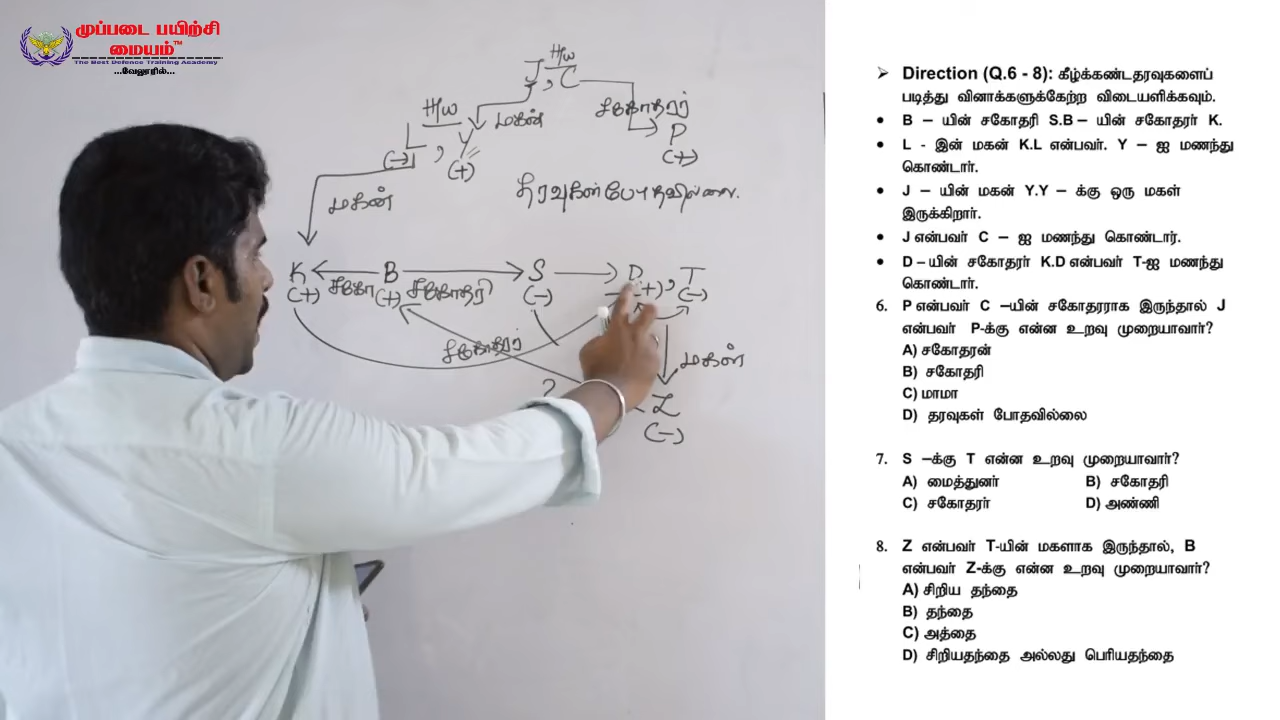 முப்படை பயிற்சி
மையம்™
The Most Defence Training Academy
...வேலூரில்...
H/w
J , C
H/w
மகன்
சகோதரர்
L , Y
P
(-)
(+)
(+)
மகன்
தரவுகள் போதவில்லை.
K B S D , T
சகோ சகோதரி
(+) (+) (-) (+) (-)
சகோதரர்
மகள்
?
Z
(-)
➢ Direction (Q.6 - 8): கீழ்க்கண்டதரவுகளைப்
படித்து வினாக்களுக்கேற்ற விடையளிக்கவும்.
• B – யின் சகோதரி S.B – யின் சகோதரர் K.
• L - இன் மகன் K.L என்பவர். Y – ஐ மணந்து
கொண்டார்.
• J – யின் மகன் Y.Y – க்கு ஒரு மகள்
இருக்கிறார்.
• J என்பவர் C – ஐ மணந்து கொண்டார்.
• D – யின் சகோதரர் K.D என்பவர் T-ஐ மணந்து
கொண்டார்.
6. P என்பவர் C –யின் சகோதரராக இருந்தால் J
என்பவர் P-க்கு என்ன உறவு முறையாவார்?
A) சகோதரன்
B) சகோதரி
C) மாமா
D) தரவுகள் போதவில்லை
7. S –க்கு T என்ன உறவு முறையாவார்?
A) மைத்துனர் B) சகோதரி
C) சகோதரர் D) அண்ணி
8. Z என்பவர் T-யின் மகளாக இருந்தால், B
என்பவர் Z-க்கு என்ன உறவு முறையாவார்?
A) சிறிய தந்தை
B) தந்தை
C) அத்தை
D) சிறியதந்தை அல்லது பெரியதந்தை